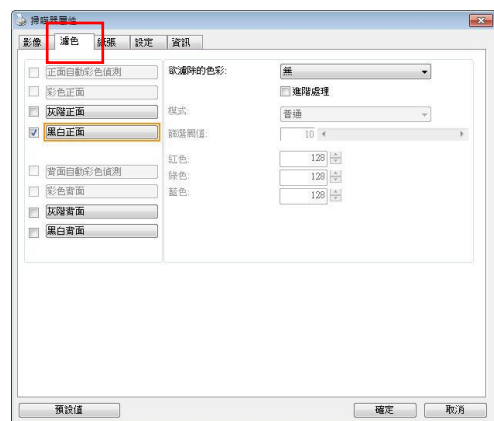 掃描器屬性
影像 濾色 紙張 設定 資訊
正面自動彩色偵測
彩色正面
灰階正面
黑白正面
背面自動彩色偵測
彩色背面
灰階背面
黑白背面
欲濾除的色彩: 無
進階處理
模式: 普通
篩選閥值: 10
紅色: 128
綠色: 128
藍色: 128
預設值 確定 取消